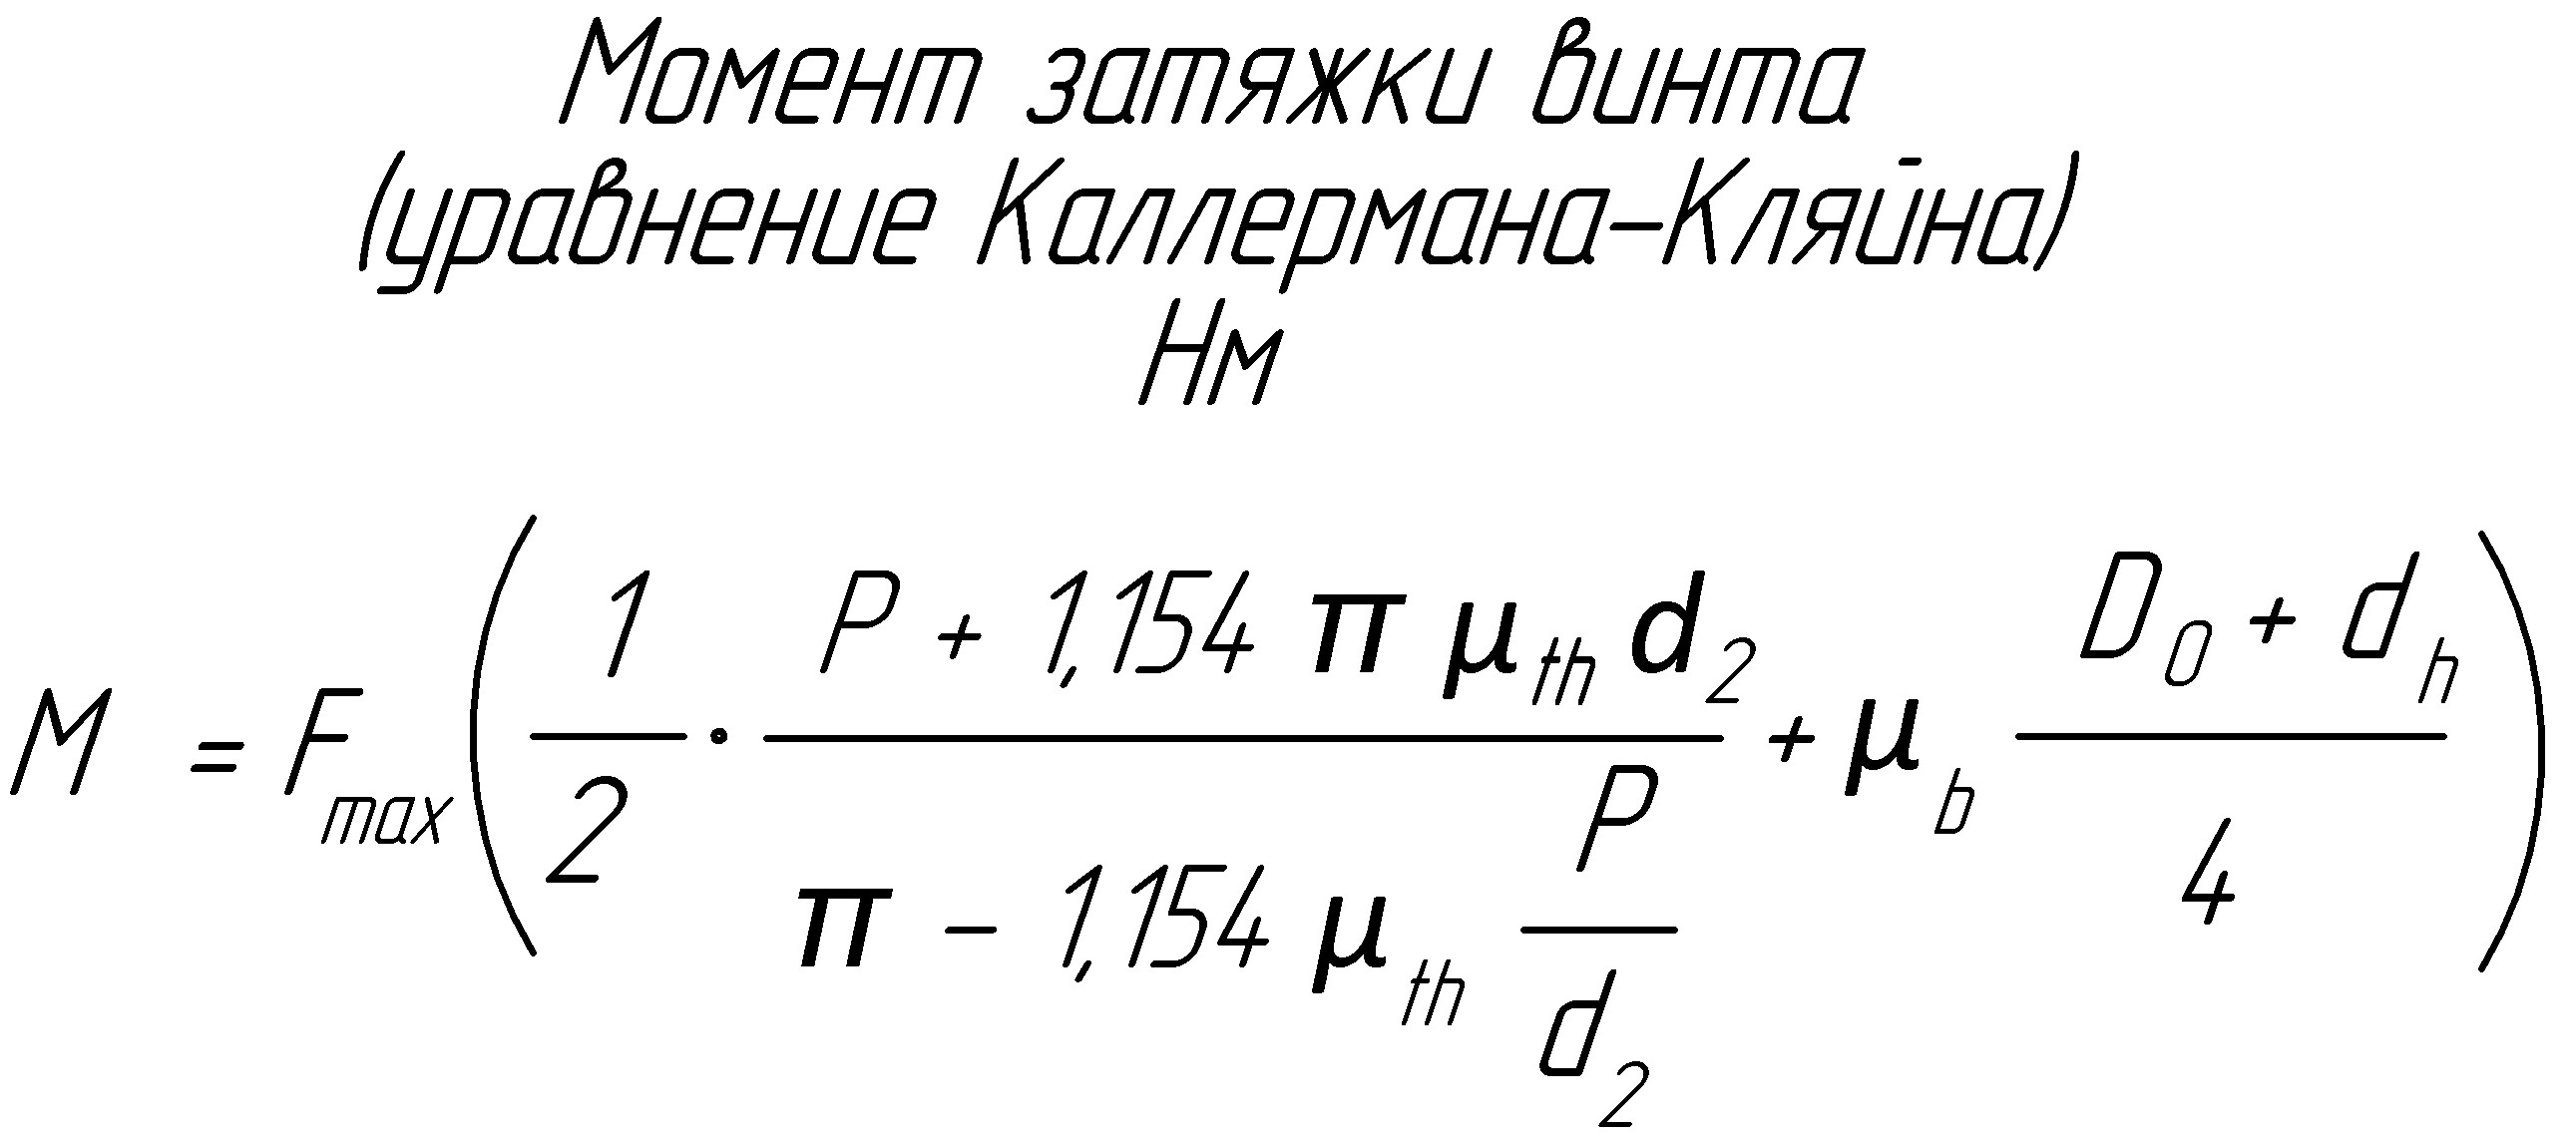 Момент затяжки винта
(уравнение Каллермана-Кляйна)
Нм
M = F_max ( 1/2 · (P + 1,154 π μ_th d_2) / (π - 1,154 μ_th P/d_2) + μ_b (D_0 + d_h)/4 )